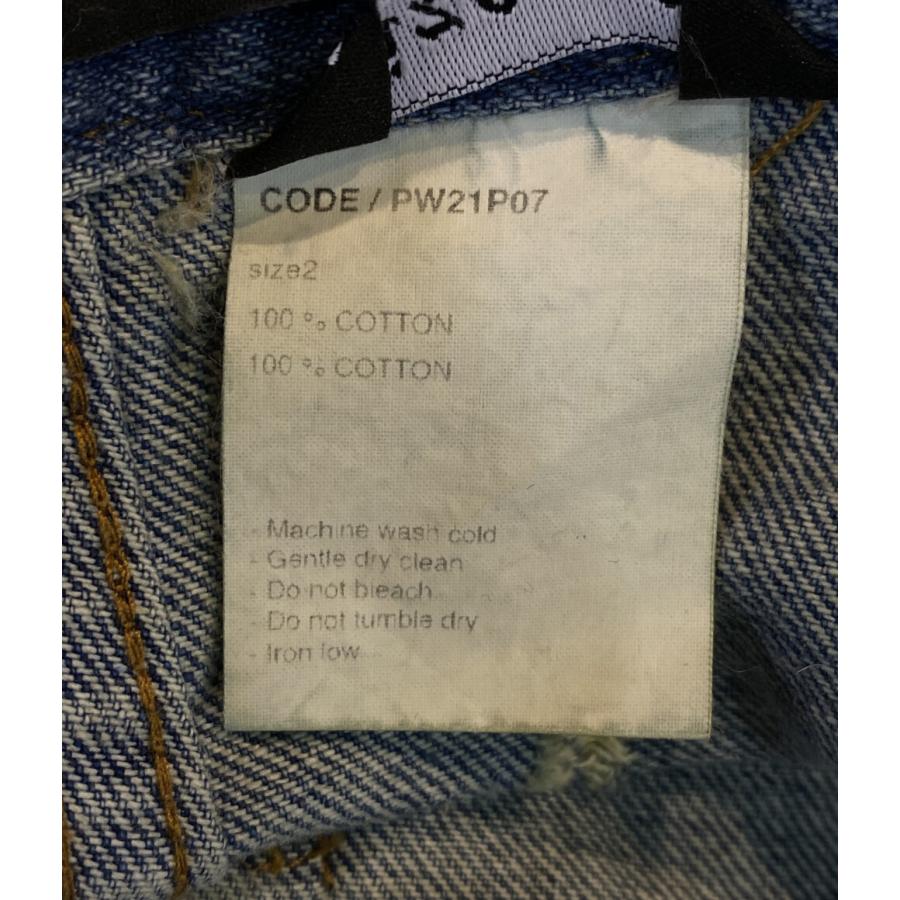 CODE / PW21P07
size2
100 % COTTON
100 % COTTON
- Machine wash cold
- Gentle dry clean
- Do not bleach
- Do not tumble dry
- Iron low